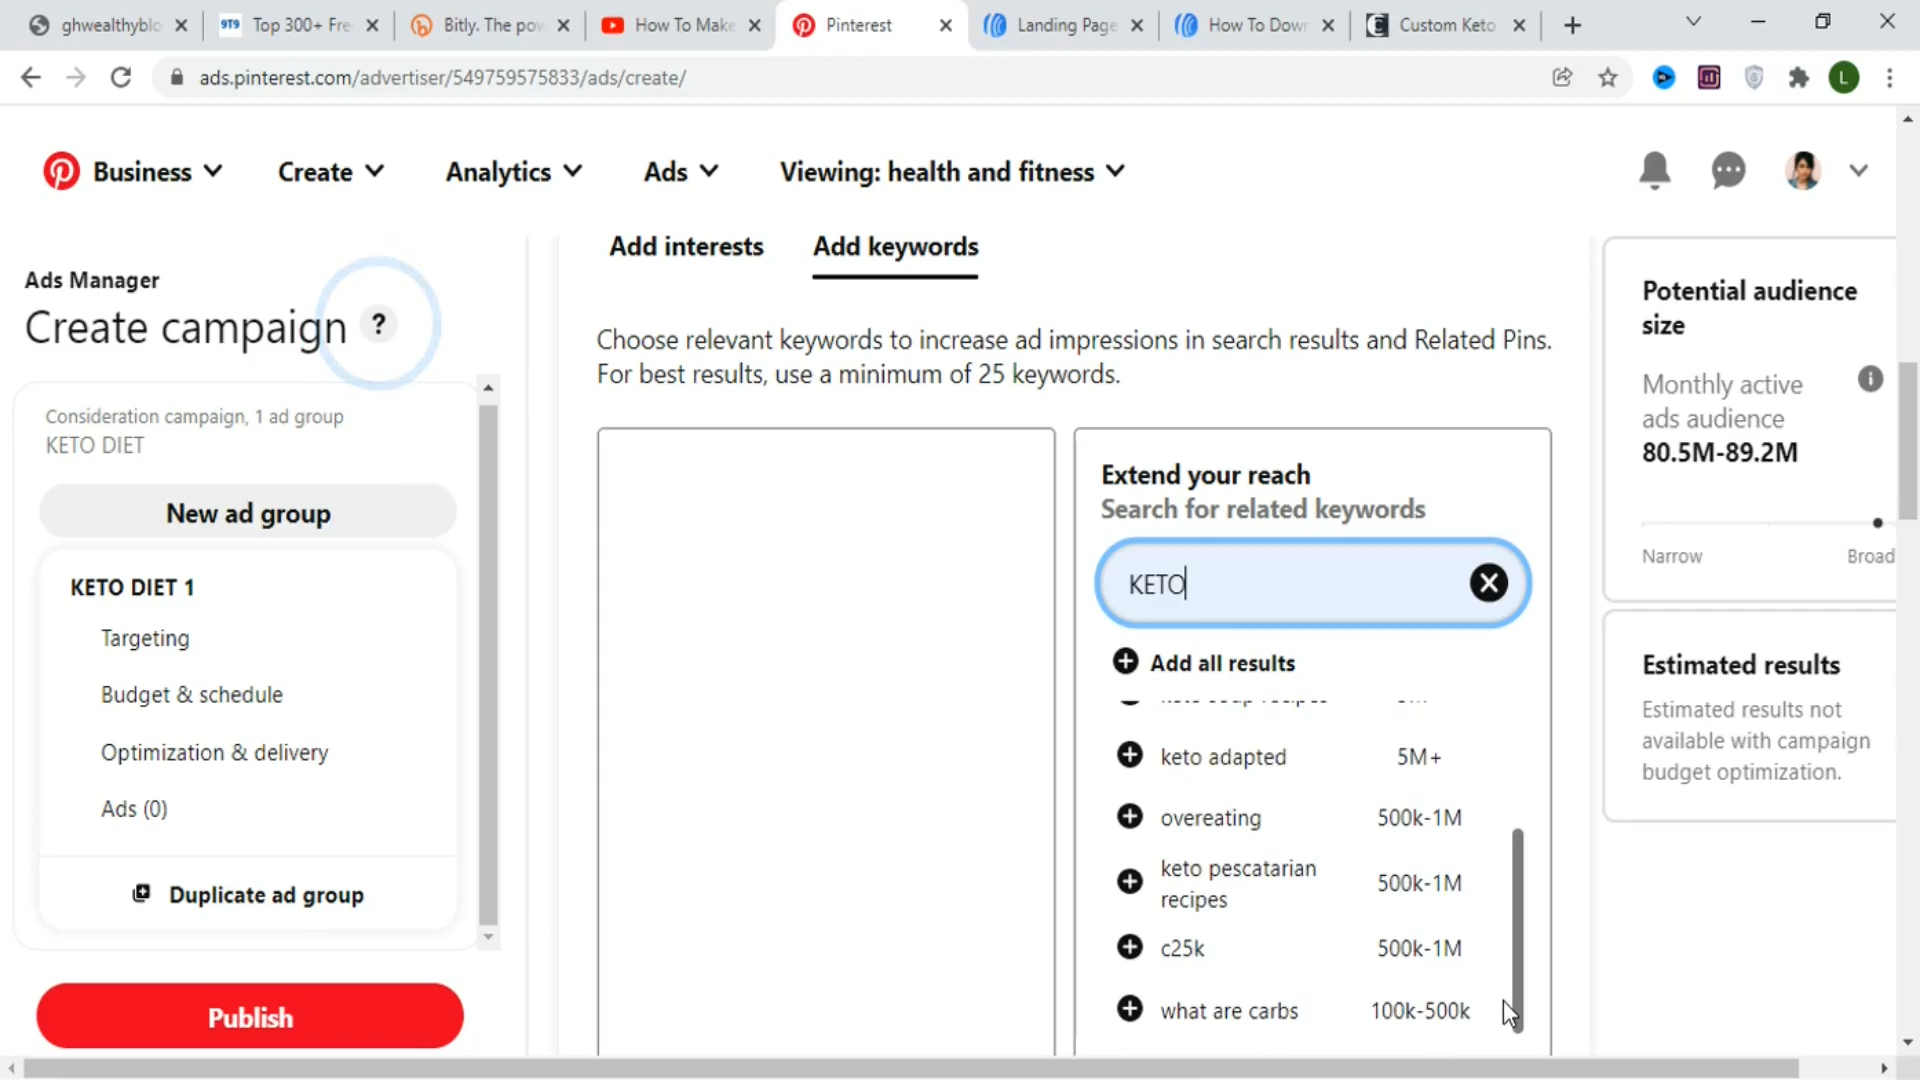 ghwealthyblo
9T9 Top 300+ Fre
Bitly. The pow
How To Make
Pinterest
Landing Page
How To Down
Custom Keto
ads.pinterest.com/advertiser/549759575833/ads/create/
L
Business
Create
Analytics
Ads
Viewing: health and fitness
Ads Manager
Create campaign ?
Consideration campaign, 1 ad group
KETO DIET
New ad group
KETO DIET 1
Targeting
Budget & schedule
Optimization & delivery
Ads (0)
Duplicate ad group
Publish
Add interests
Add keywords
Choose relevant keywords to increase ad impressions in search results and Related Pins.
For best results, use a minimum of 25 keywords.
Extend your reach
Search for related keywords
KETO
Add all results
keto adapted 5M+
overeating 500k-1M
keto pescatarian
recipes 500k-1M
c25k 500k-1M
what are carbs 100k-500k
Potential audience
size
Monthly active
ads audience
80.5M-89.2M
Narrow Broad
Estimated results
Estimated results not
available with campaign
budget optimization.